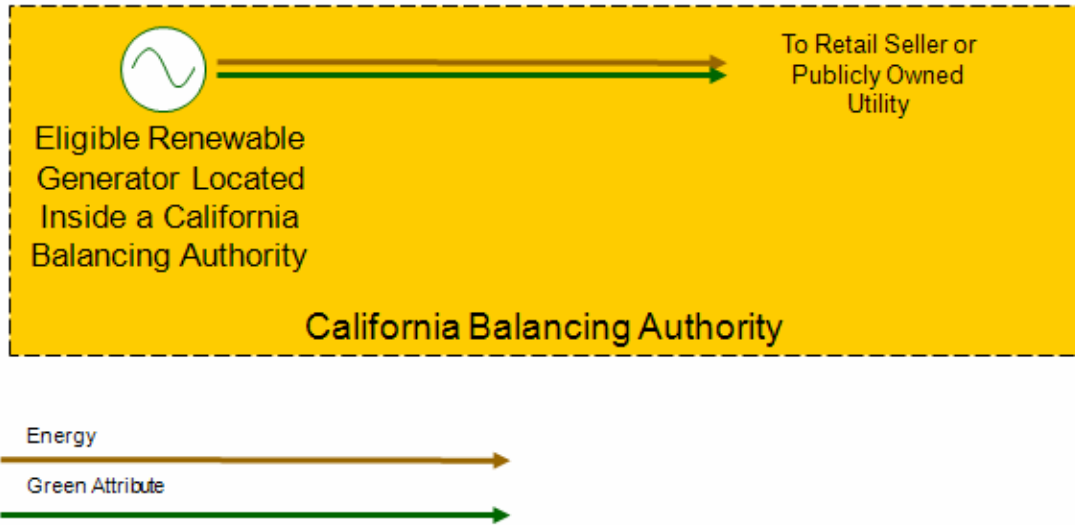 To Retail Seller or
Publicly Owned
Utility
Eligible Renewable
Generator Located
Inside a California
Balancing Authority
California Balancing Authority
Energy
Green Attribute